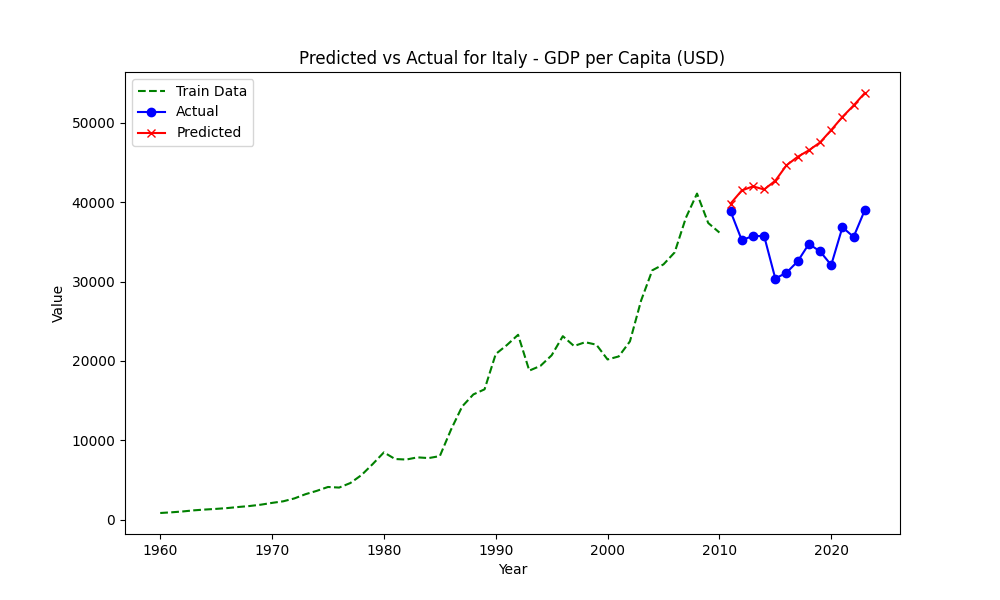 Predicted vs Actual for Italy - GDP per Capita (USD)
Train Data
Actual
Predicted
Value
50000
40000
30000
20000
10000
0
1960
1970
1980
1990
2000
2010
2020
Year